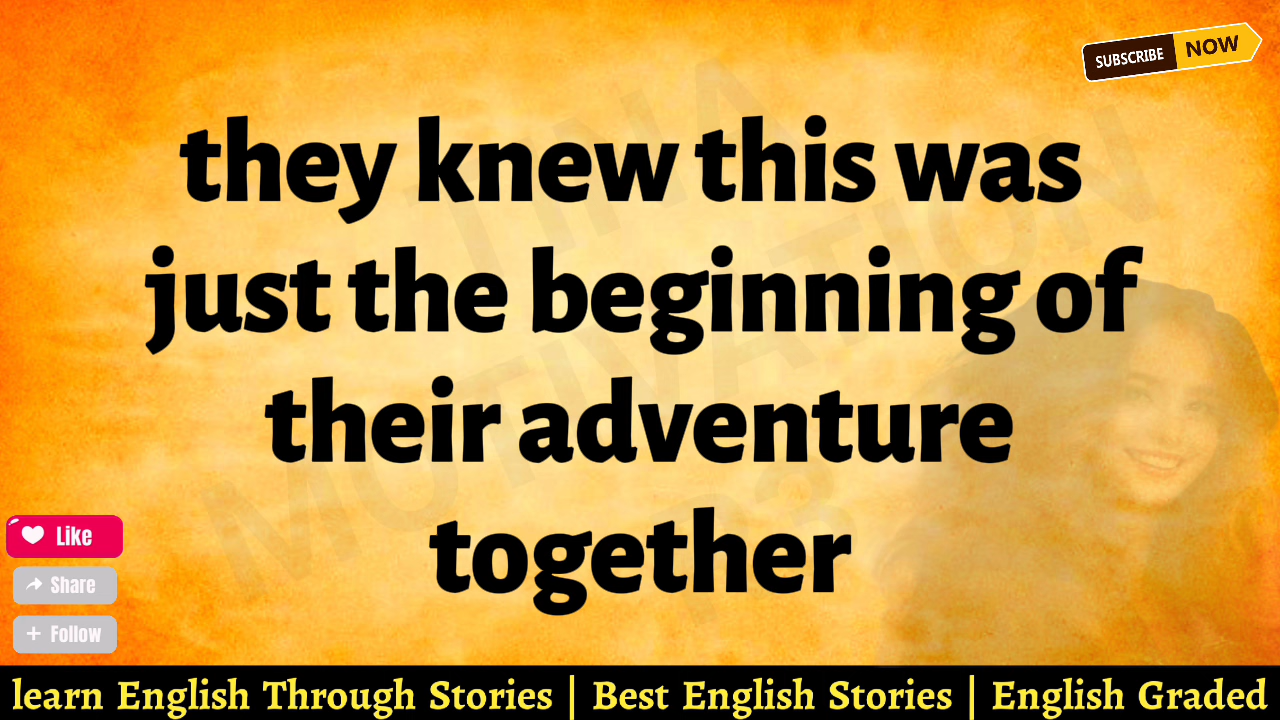 SUBSCRIBE NOW
they knew this was
just the beginning of
their adventure
together
Like
Share
Follow
learn English Through Stories | Best English Stories | English Graded